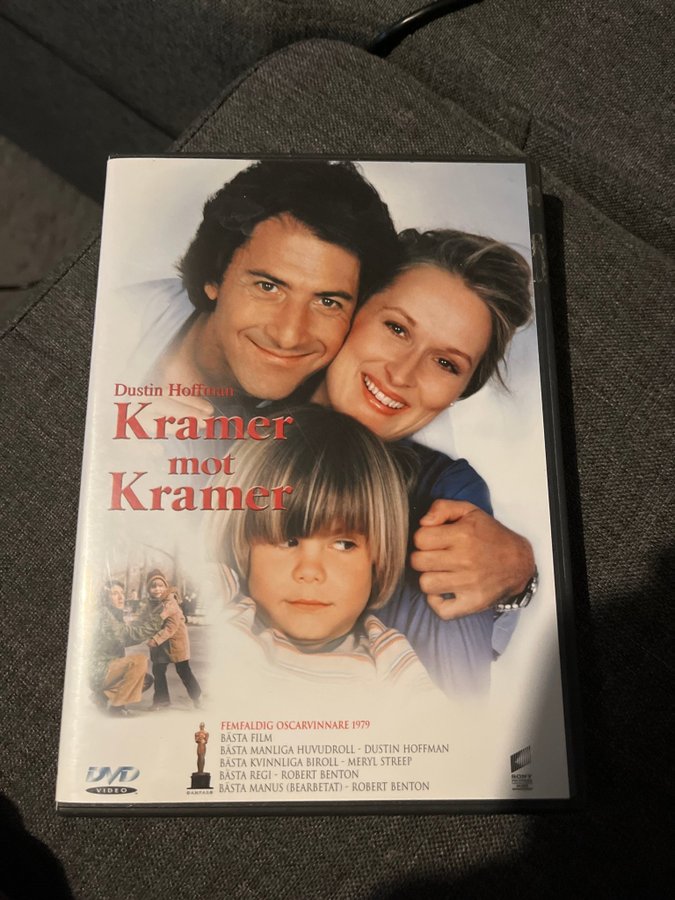 Dustin Hoffman
Kramer
mot
Kramer
FEMFALDIG OSCARVINNARE 1979
BÄSTA FILM
BÄSTA MANLIGA HUVUDROLL - DUSTIN HOFFMAN
BÄSTA KVINNLIGA BIROLL - MERYL STREEP
BÄSTA REGI - ROBERT BENTON
BÄSTA MANUS (BEARBETAT) - ROBERT BENTON
DVD
VIDEO
SONY